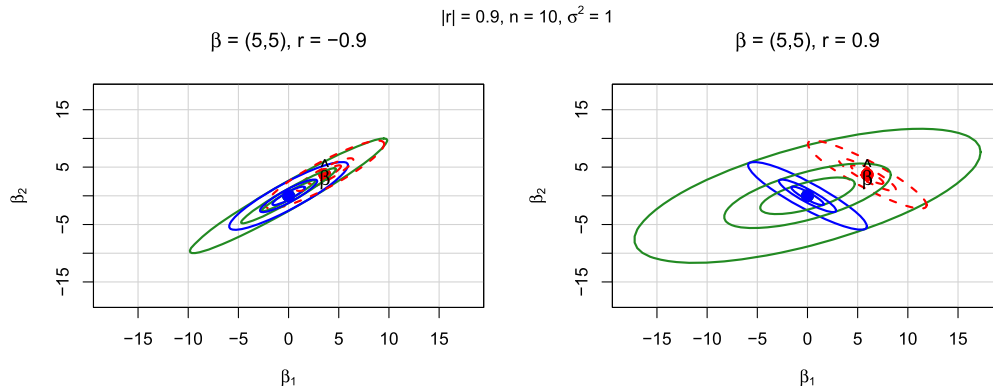 |r| = 0.9, n = 10, σ² = 1
β = (5,5), r = −0.9
β₂
15
5
−5
−15
−15 −10 −5 0 5 10 15
β₁
β̂
β = (5,5), r = 0.9
β₂
15
5
−5
−15
−15 −10 −5 0 5 10 15
β₁
β̂